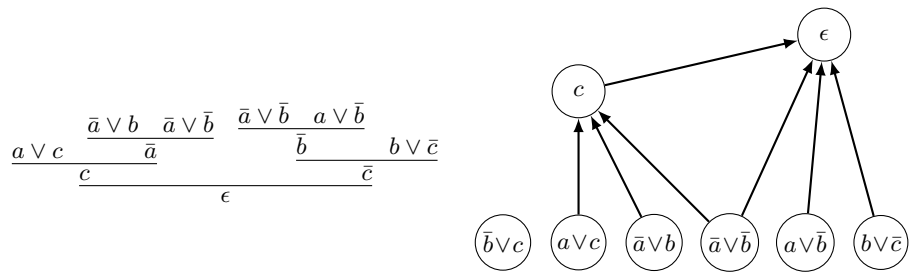 ā ∨ b ā ∨ b̄ ā ∨ b̄ a ∨ b̄
a ∨ c ā b̄ b ∨ c̄
c c̄
ϵ
ϵ
c
b̄∨c a∨c ā∨b ā∨b̄ a∨b̄ b∨c̄